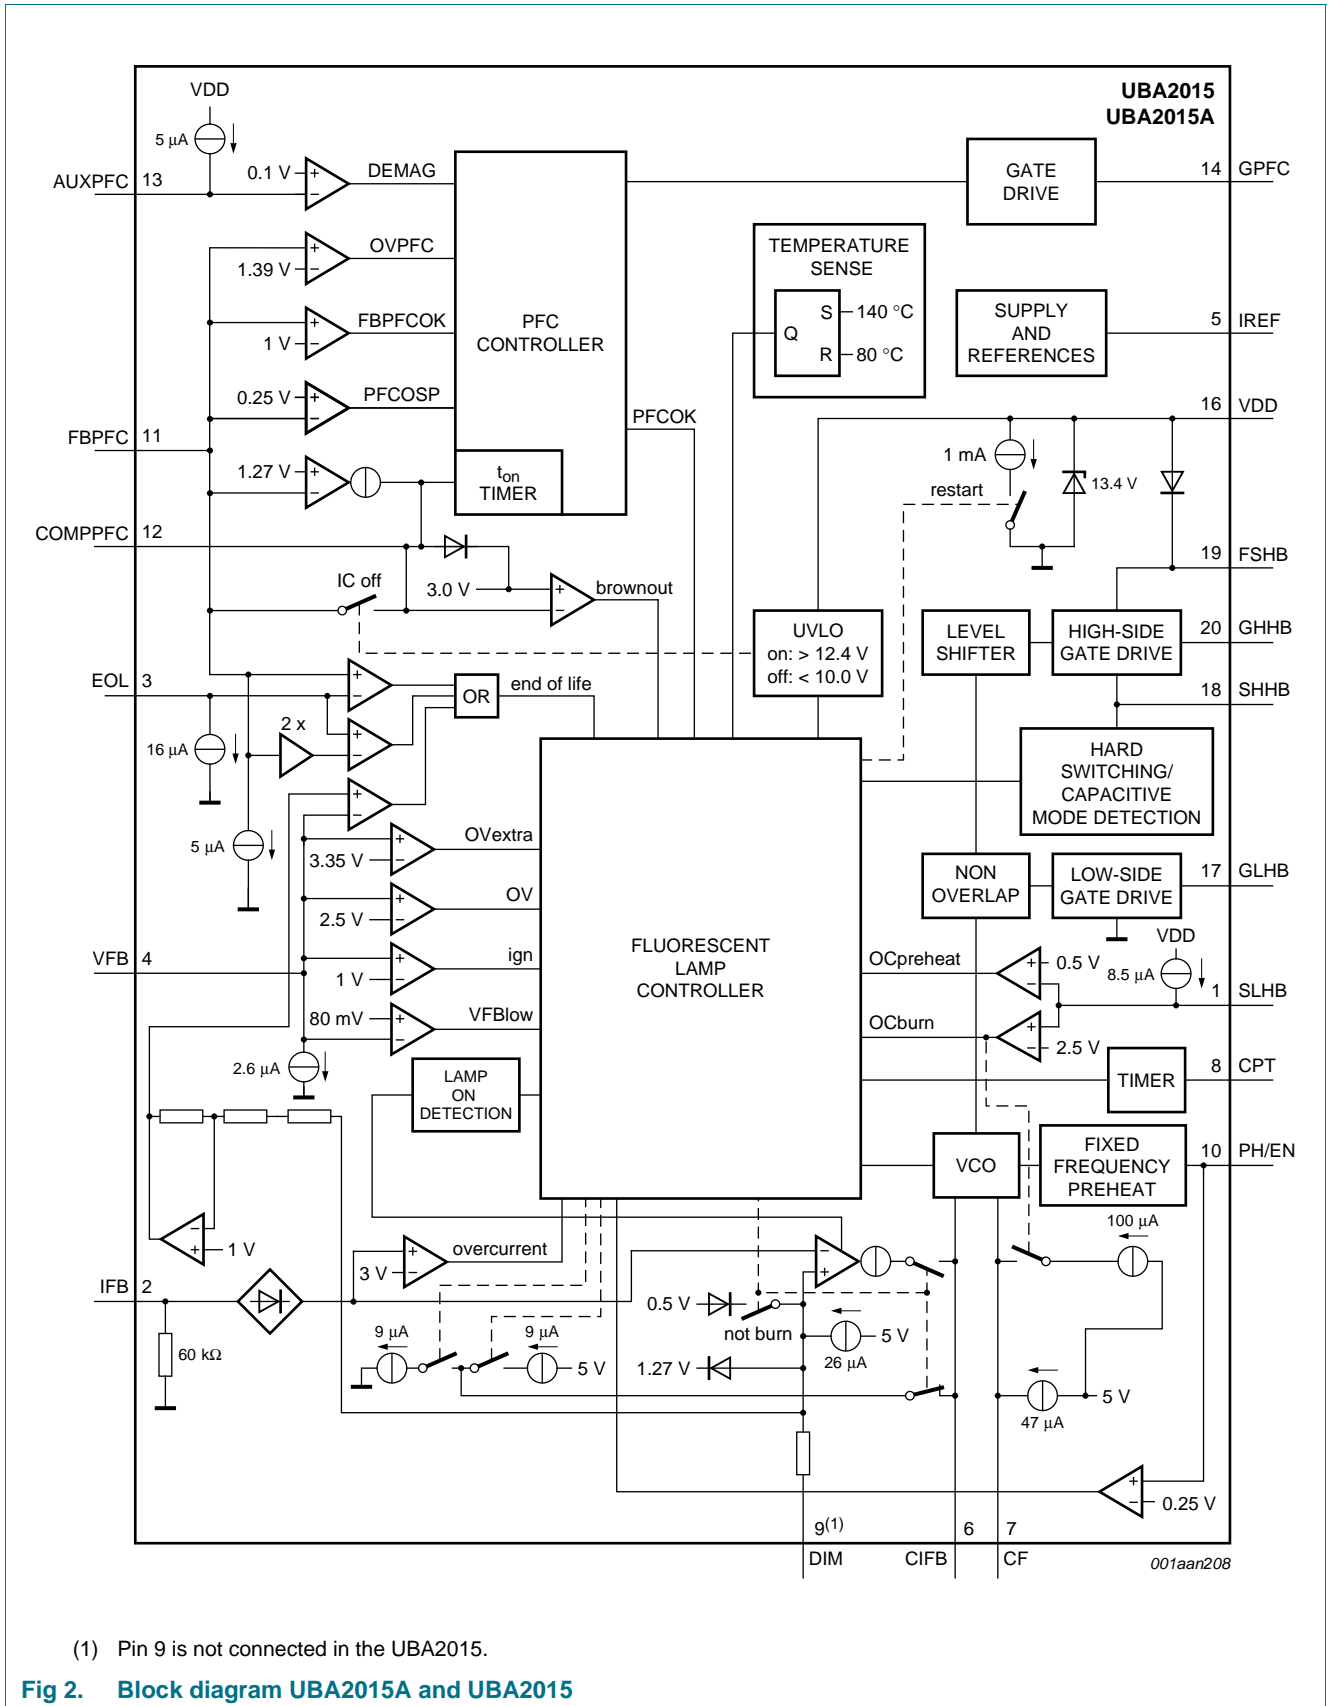 UBA2015
UBA2015A
VDD
5 µA
AUXPFC 13
0.1 V
DEMAG
GATE
DRIVE
14 GPFC
OVPFC
1.39 V
TEMPERATURE
SENSE
S 140 °C
Q
R 80 °C
FBPFCOK
1 V
PFC
CONTROLLER
SUPPLY
AND
REFERENCES
5 IREF
0.25 V
PFCOSP
PFCOK
16 VDD
FBPFC 11
1.27 V
t_on
TIMER
1 mA
13.4 V
restart
COMPPFC 12
19 FSHB
IC off
3.0 V
brownout
UVLO
on: > 12.4 V
off: < 10.0 V
LEVEL
SHIFTER
HIGH-SIDE
GATE DRIVE
20 GHHB
EOL 3
OR
end of life
18 SHHB
2 x
16 µA
HARD
SWITCHING/
CAPACITIVE
MODE DETECTION
5 µA
OVextra
3.35 V
NON
OVERLAP
LOW-SIDE
GATE DRIVE
17 GLHB
OV
2.5 V
VDD
VFB 4
ign
1 V
FLUORESCENT
LAMP
CONTROLLER
OCpreheat
0.5 V
8.5 µA
1 SLHB
80 mV
VFBlow
OCburn
2.5 V
2.6 µA
LAMP
ON
DETECTION
TIMER
8 CPT
VCO
FIXED
FREQUENCY
PREHEAT
10 PH/EN
1 V
100 µA
overcurrent
3 V
IFB 2
60 kΩ
0.5 V
not burn
9 µA
9 µA
5 V
1.27 V
5 V
26 µA
5 V
47 µA
0.25 V
9(1) 6 7
DIM CIFB CF
001aan208
(1) Pin 9 is not connected in the UBA2015.
Fig 2. Block diagram UBA2015A and UBA2015